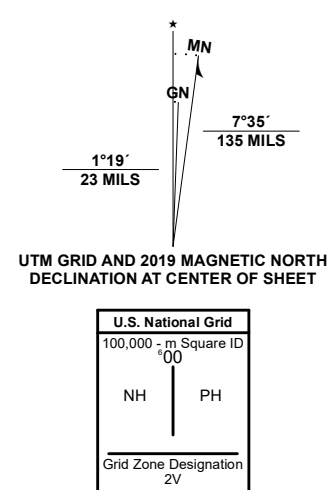 ★
MN
GN
7°35´
135 MILS
1°19´
23 MILS
UTM GRID AND 2019 MAGNETIC NORTH
DECLINATION AT CENTER OF SHEET
U.S. National Grid
100,000 - m Square ID
⁶00
NH PH
Grid Zone Designation
2V